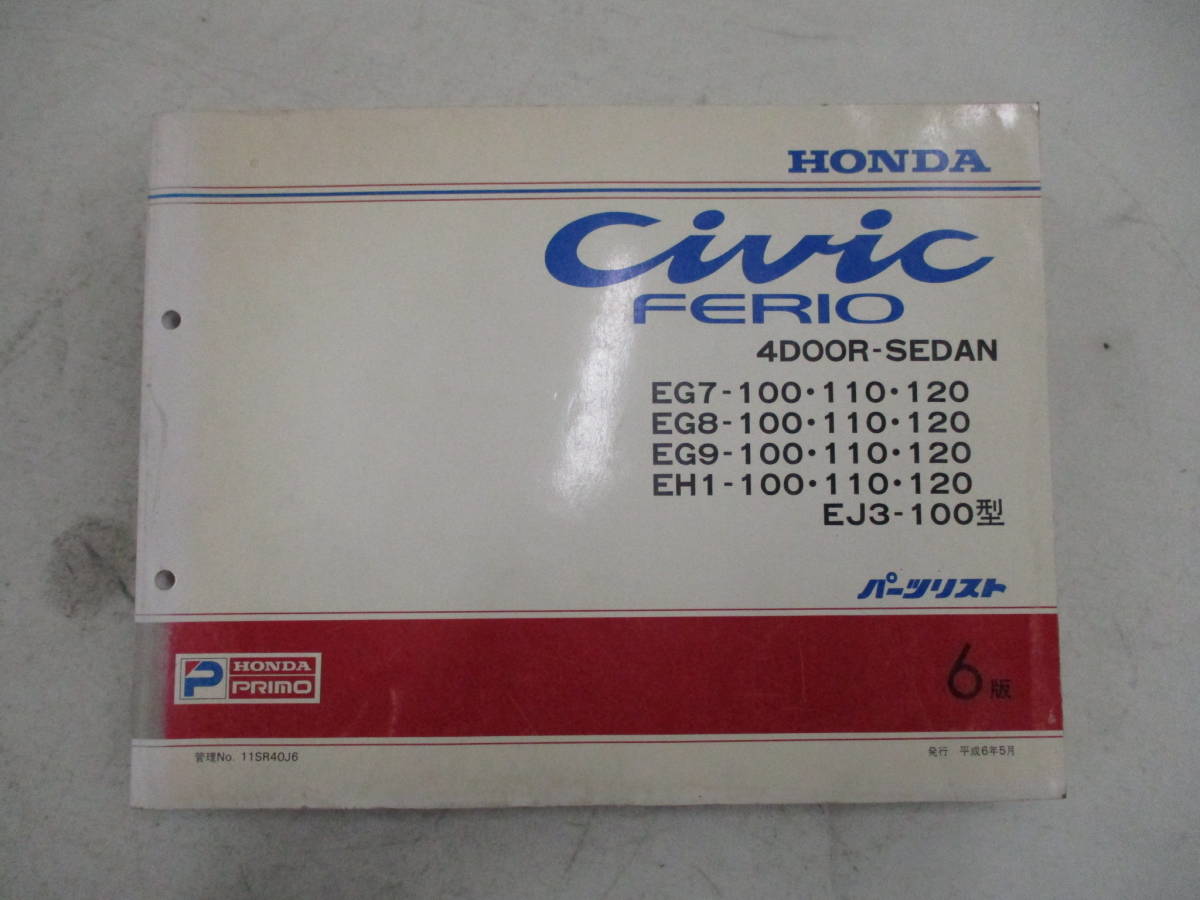 HONDA
Civic
FERIO
4DOOR-SEDAN
EG7-100・110・120
EG8-100・110・120
EG9-100・110・120
EH1-100・110・120
EJ3-100型
パーツリスト
P HONDA
PRIMO
6版
管理No. 11SR40J6
発行 平成6年5月